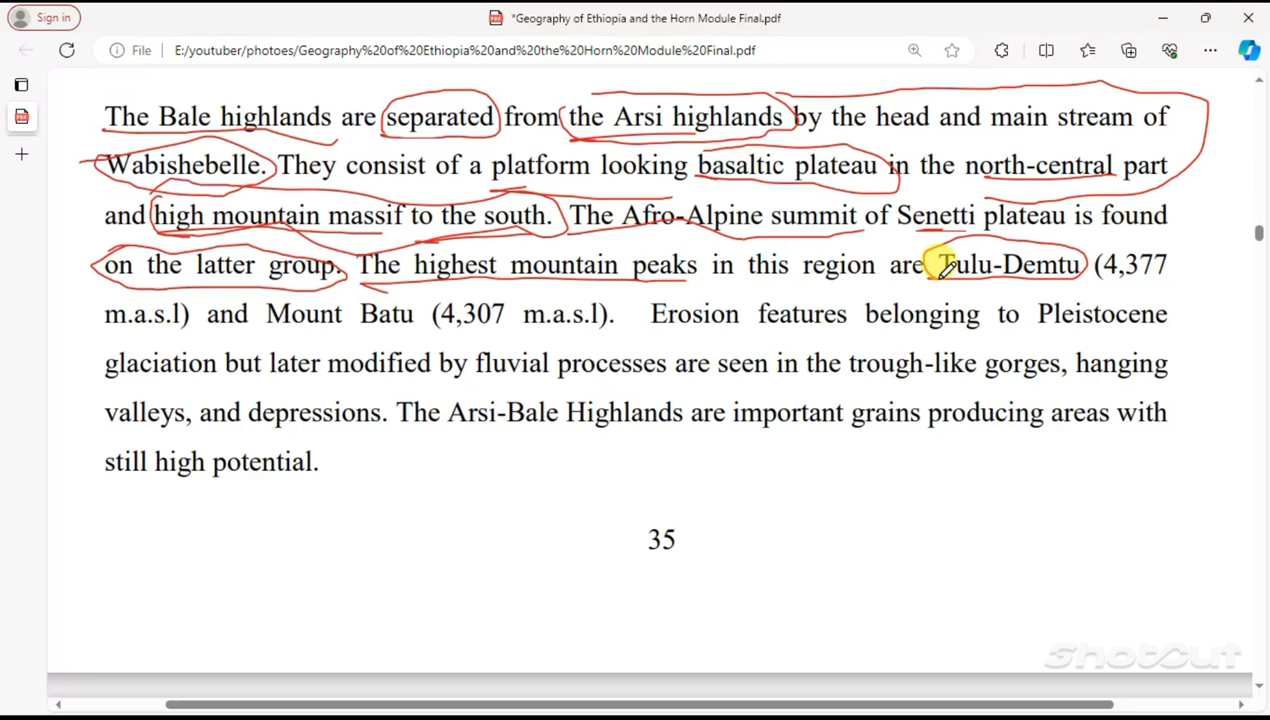 Sign in
*Geography of Ethiopia and the Horn Module Final.pdf
File
E:/youtuber/photoes/Geography%20of%20Ethiopia%20and%20the%20Horn%20Module%20Final.pdf
The Bale highlands are separated from the Arsi highlands by the head and main stream of
Wabishebelle. They consist of a platform looking basaltic plateau in the north-central part
and high mountain massif to the south. The Afro-Alpine summit of Senetti plateau is found
on the latter group. The highest mountain peaks in this region are Tulu-Demtu (4,377
m.a.s.l) and Mount Batu (4,307 m.a.s.l). Erosion features belonging to Pleistocene
glaciation but later modified by fluvial processes are seen in the trough-like gorges, hanging
valleys, and depressions. The Arsi-Bale Highlands are important grains producing areas with
still high potential.
35
ShotCut